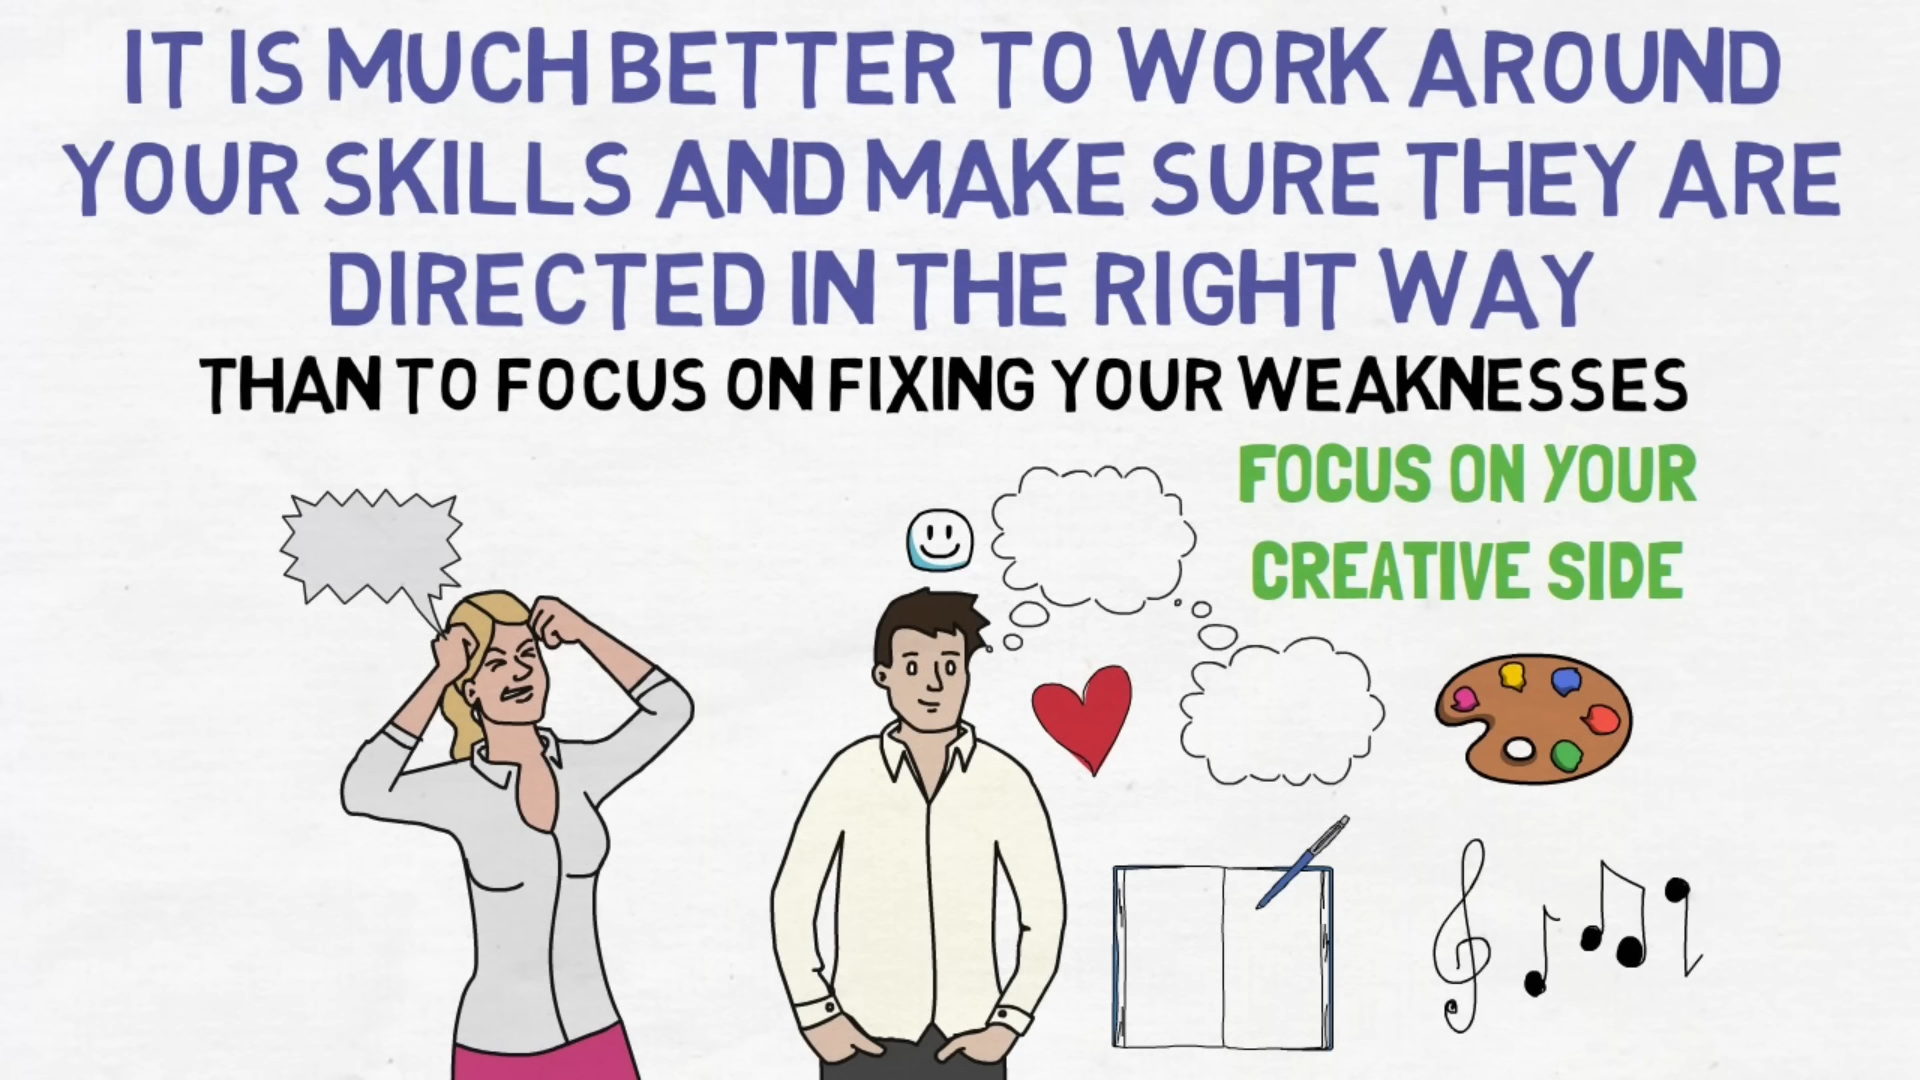 IT IS MUCH BETTER TO WORK AROUND
YOUR SKILLS AND MAKE SURE THEY ARE
DIRECTED IN THE RIGHT WAY
THAN TO FOCUS ON FIXING YOUR WEAKNESSES
FOCUS ON YOUR
CREATIVE SIDE